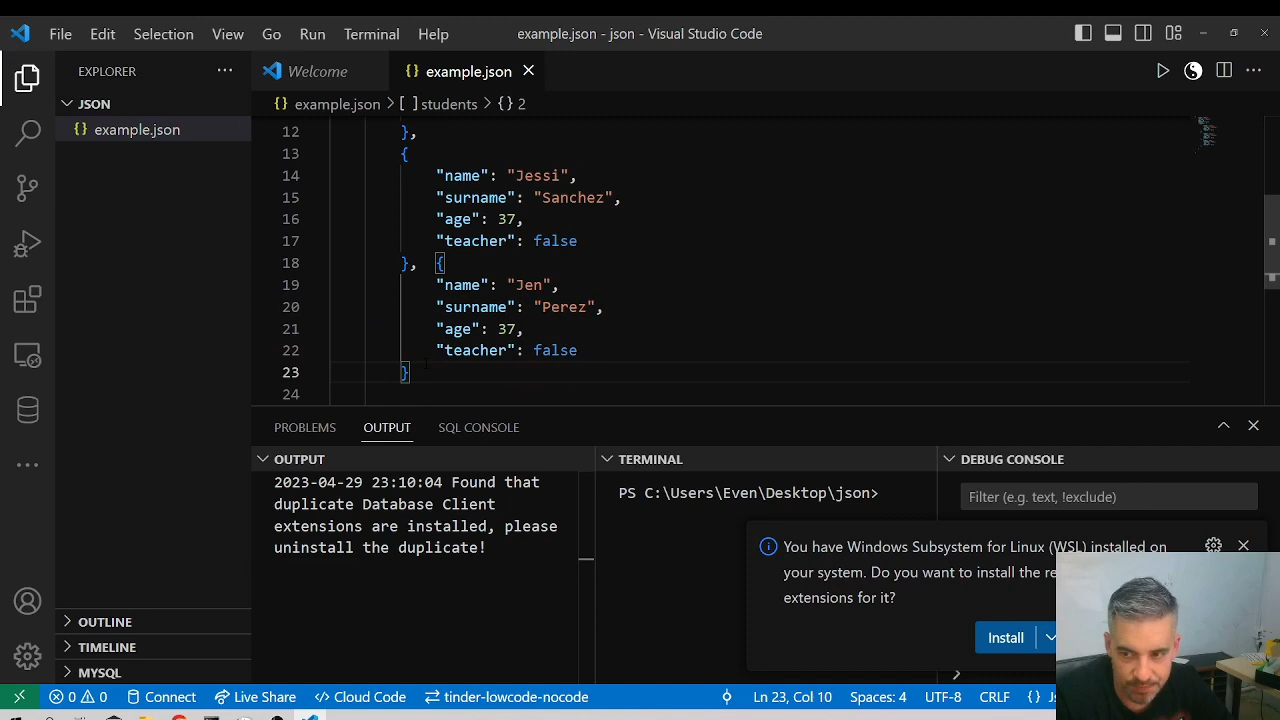 File Edit Selection View Go Run Terminal Help example.json - json - Visual Studio Code
EXPLORER
Welcome
example.json
JSON
example.json
example.json > [ ] students > {} 2
12 },
13 {
14 "name": "Jessi",
15 "surname": "Sanchez",
16 "age": 37,
17 "teacher": false
18 }, {
19 "name": "Jen",
20 "surname": "Perez",
21 "age": 37,
22 "teacher": false
23 }
24
PROBLEMS OUTPUT SQL CONSOLE
OUTPUT
2023-04-29 23:10:04 Found that
duplicate Database Client
extensions are installed, please
uninstall the duplicate!
TERMINAL
PS C:\Users\Even\Desktop\json>
DEBUG CONSOLE
Filter (e.g. text, !exclude)
You have Windows Subsystem for Linux (WSL) installed on
your system. Do you want to install the
extensions for it?
Install
OUTLINE
TIMELINE
MYSQL
0 0 Connect Live Share Cloud Code tinder-lowcode-nocode Ln 23, Col 10 Spaces: 4 UTF-8 CRLF {}